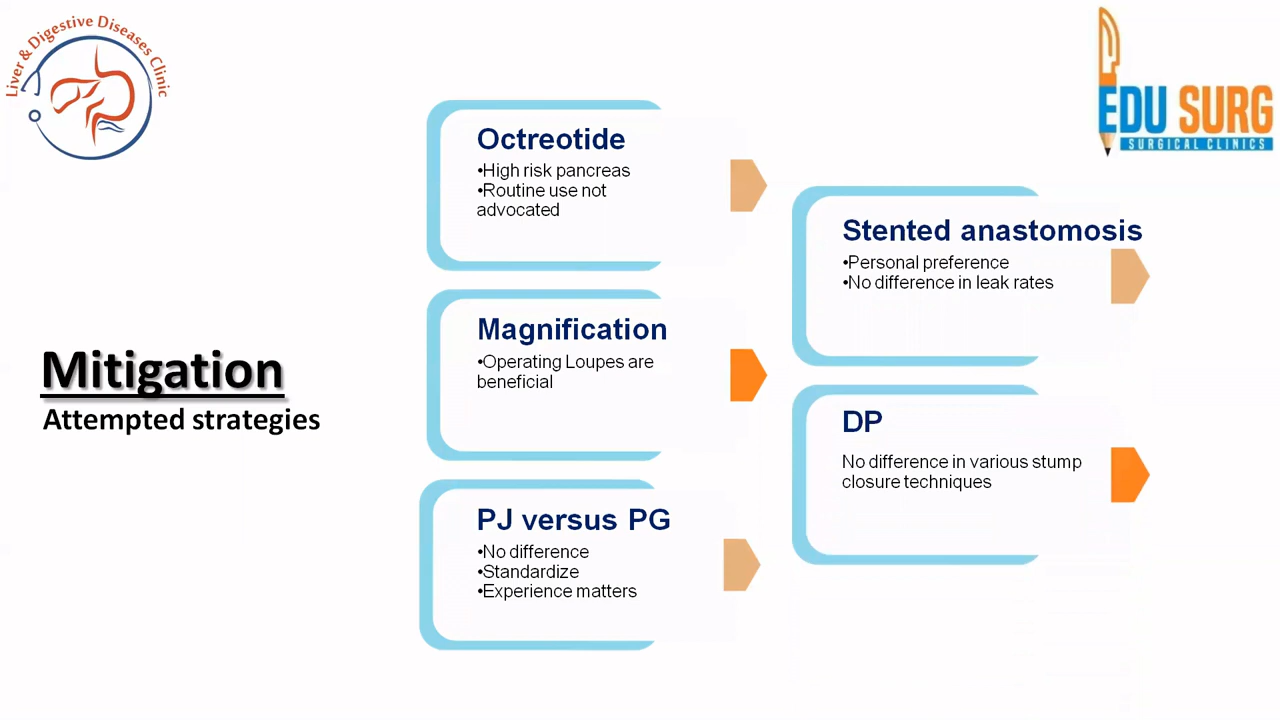 Liver & Digestive Diseases Clinic
EDU SURG
SURGICAL CLINICS
Mitigation
Attempted strategies
Octreotide
•High risk pancreas
•Routine use not
advocated
Magnification
•Operating Loupes are
beneficial
PJ versus PG
•No difference
•Standardize
•Experience matters
Stented anastomosis
•Personal preference
•No difference in leak rates
DP
No difference in various stump
closure techniques